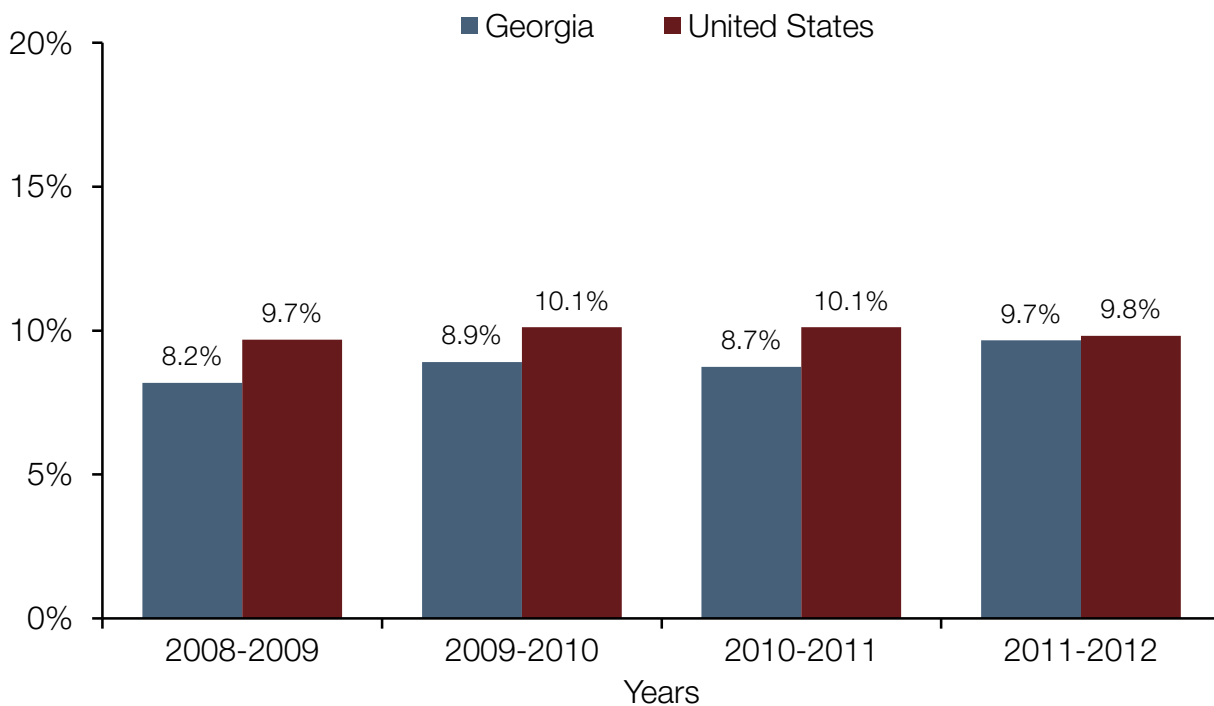 Georgia United States
20%
15%
10%
5%
0%
8.2% 9.7% 8.9% 10.1% 8.7% 10.1% 9.7% 9.8%
2008-2009 2009-2010 2010-2011 2011-2012
Years